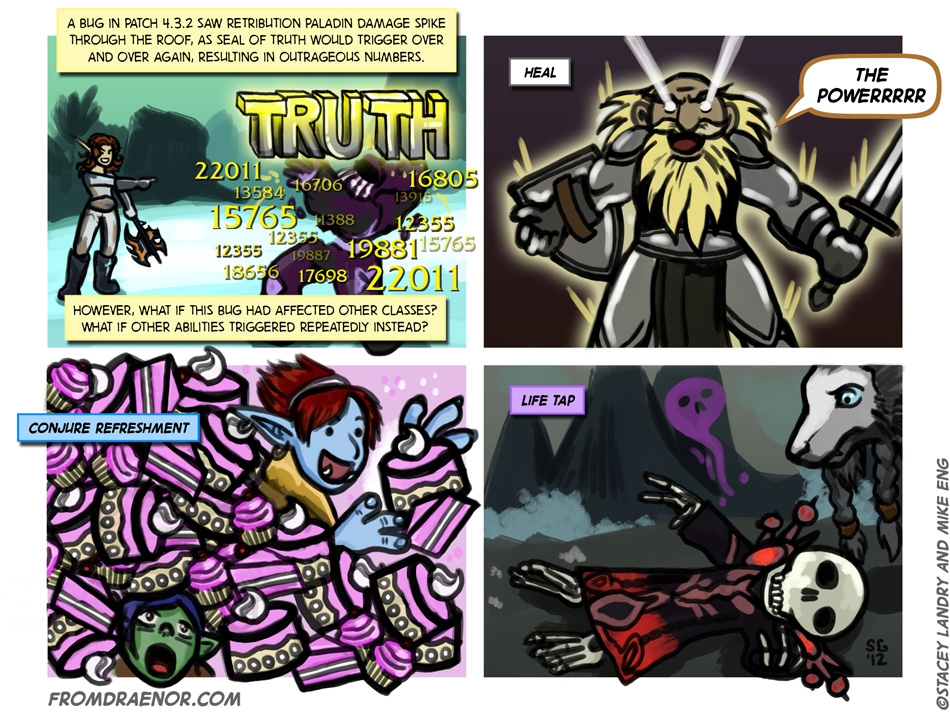 A BUG IN PATCH 4.3.2 SAW RETRIBUTION PALADIN DAMAGE SPIKE
THROUGH THE ROOF, AS SEAL OF TRUTH WOULD TRIGGER OVER
AND OVER AGAIN, RESULTING IN OUTRAGEOUS NUMBERS.
TRUTH
22011
13584
16706
16805
13915
15765
11388
12355
12355
12355
19887
19881
15765
18656
17698
22011
HOWEVER, WHAT IF THIS BUG HAD AFFECTED OTHER CLASSES?
WHAT IF OTHER ABILITIES TRIGGERED REPEATEDLY INSTEAD?
HEAL
THE
POWERRRRR
CONJURE REFRESHMENT
LIFE TAP
SG
'12
FROMDRAENOR.COM
©STACEY LANDRY AND MIKE ENG